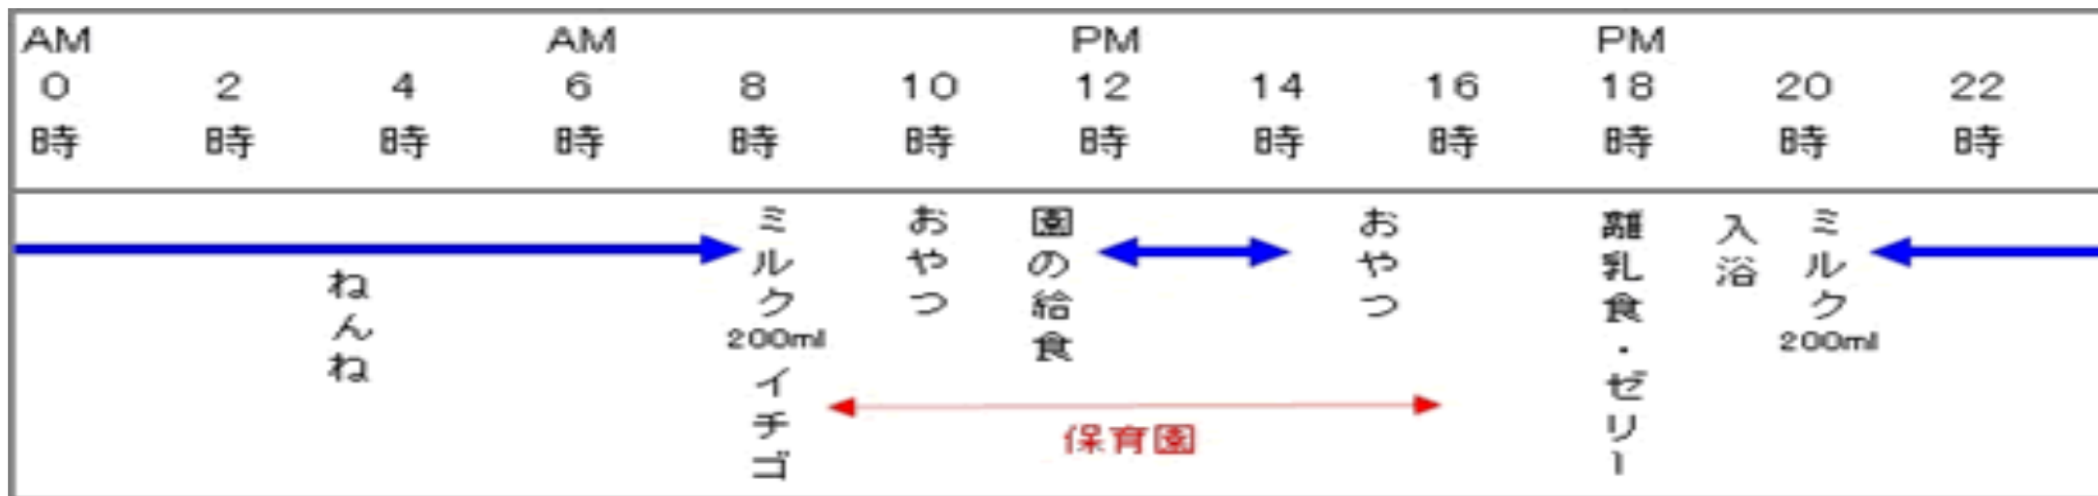 AM AM PM PM
0 2 4 6 8 10 12 14 16 18 20 22
時 時 時 時 時 時 時 時 時 時 時 時
ねんね
ミルク
200ml
イチゴ
おやつ
園の給食
おやつ
離乳食・ゼリー
入浴
ミルク
200ml
保育園